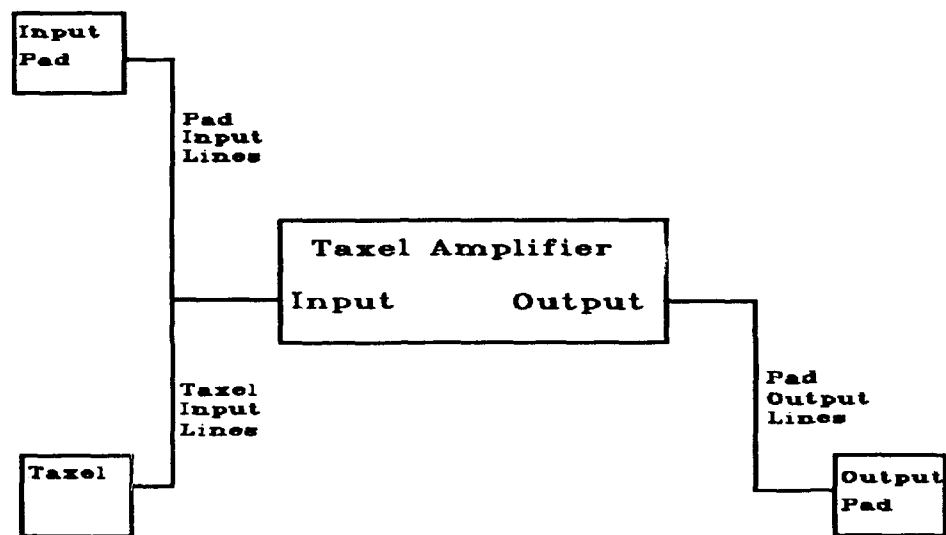 Input
Pad
Pad
Input
Lines
Taxel Amplifier
Input Output
Taxel
Input
Lines
Pad
Output
Lines
Taxel
Output
Pad